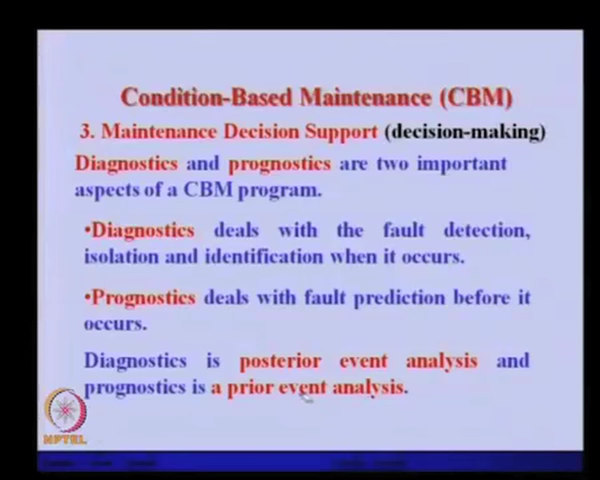 Condition-Based Maintenance (CBM)
3. Maintenance Decision Support (decision-making)
Diagnostics and prognostics are two important
aspects of a CBM program.
•Diagnostics deals with the fault detection,
isolation and identification when it occurs.
•Prognostics deals with fault prediction before it
occurs.
Diagnostics is posterior event analysis and
prognostics is a prior event analysis.
NPTEL